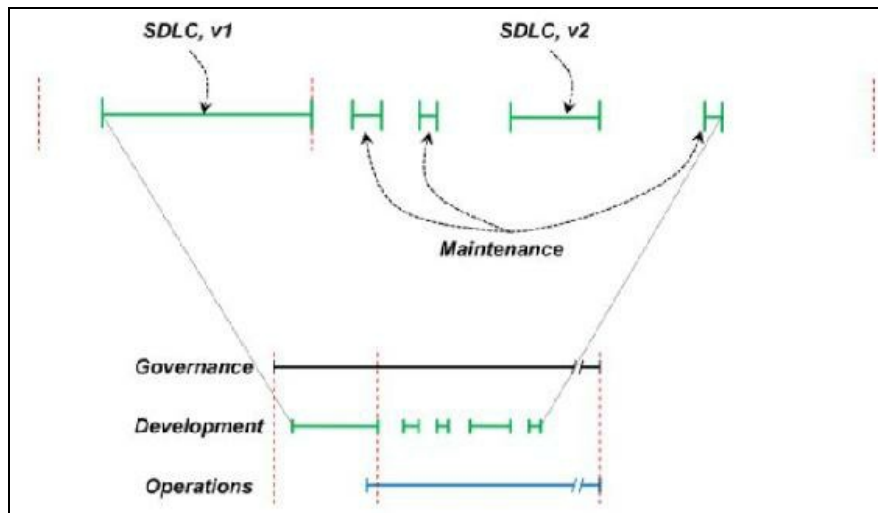 SDLC, v1
SDLC, v2
Maintenance
Governance
Development
Operations